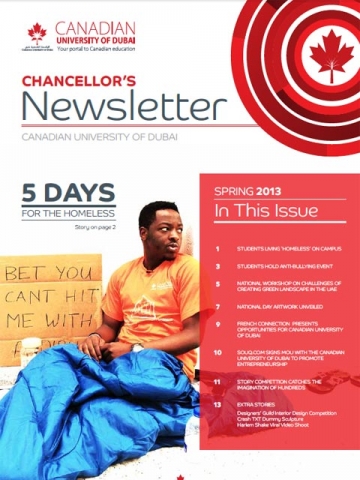 CANADIAN
UNIVERSITY OF DUBAI
Your portal to Canadian education
CHANCELLOR'S
Newsletter
CANADIAN UNIVERSITY OF DUBAI
5 DAYS
FOR THE HOMELESS
Story on page 2
BET YOU
CANT HIT
ME WITH
SPRING 2013
In This Issue
1 STUDENTS LIVING 'HOMELESS' ON CAMPUS
3 STUDENTS HOLD ANTI-BULLYING EVENT
5 NATIONAL WORKSHOP ON CHALLENGES OF
CREATING GREEN LANDSCAPE IN THE UAE
7 NATIONAL DAY ARTWORK UNVEILED
9 FRENCH CONNECTION PRESENTS
OPPORTUNITIES FOR CANADIAN UNIVERSITY
OF DUBAI
10 SOUQ.COM SIGNS MOU WITH THE CANADIAN
UNIVERSITY OF DUBAI TO PROMOTE
ENTREPRENEURSHIP
11 STORY COMPETITION CATCHES THE
IMAGINATION OF HUNDREDS
13 EXTRA STORIES
Designers' Guild Interior Design Competition
Crash TXT Dummy Sculpture
Harlem Shake Viral Video Shoot